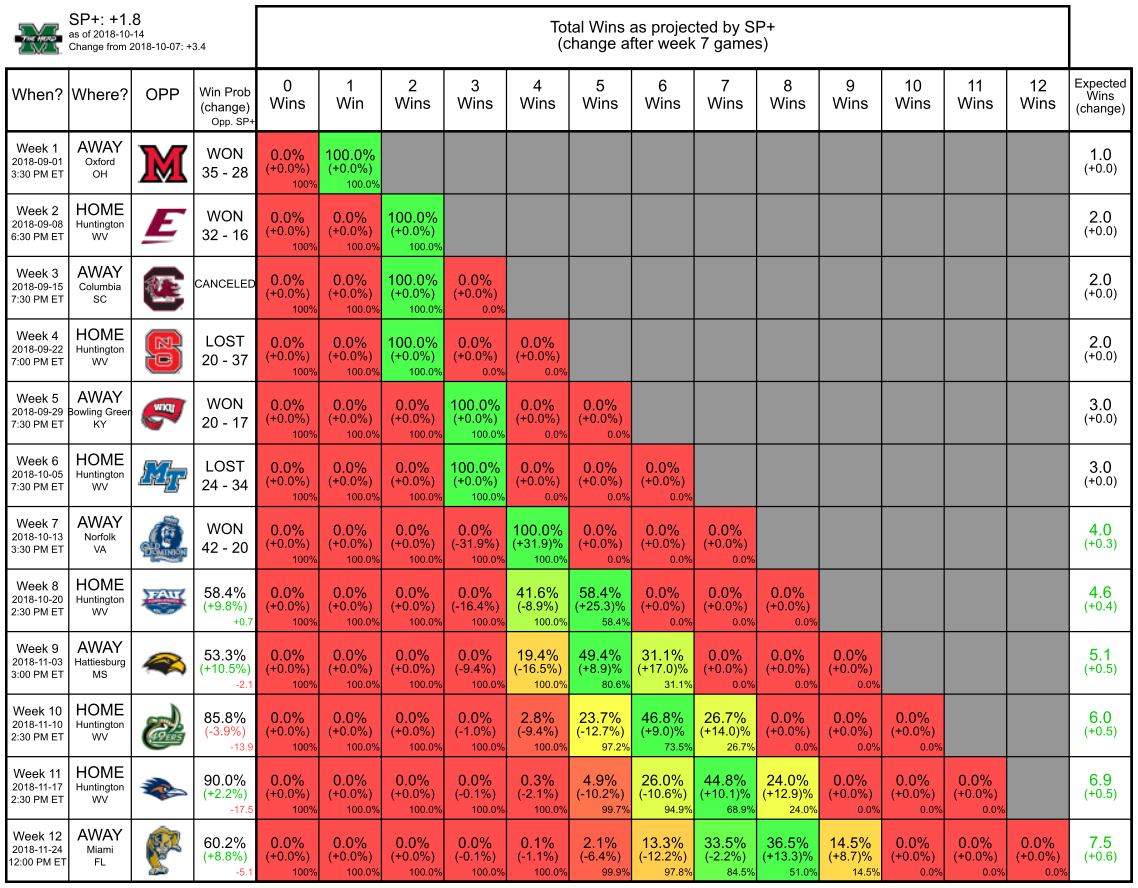 SP+: +1.8
as of 2018-10-14
Change from 2018-10-07: +3.4
THE HERD
Total Wins as projected by SP+
(change after week 7 games)
When? Where? OPP Win Prob (change) Opp. SP+ 0 Wins 1 Win 2 Wins 3 Wins 4 Wins 5 Wins 6 Wins 7 Wins 8 Wins 9 Wins 10 Wins 11 Wins 12 Wins Expected Wins (change)
Week 1 AWAY WON 0.0% 100.0% 1.0
2018-09-01 Oxford M 35 - 28 (+0.0%) (+0.0%) (+0.0)
3:30 PM ET OH 100% 100.0%
Week 2 HOME WON 0.0% 0.0% 100.0% 2.0
2018-09-08 Huntington E 32 - 16 (+0.0%) (+0.0%) (+0.0%) (+0.0)
6:30 PM ET WV 100% 100.0% 100.0%
Week 3 AWAY CANCELED 0.0% 0.0% 100.0% 0.0% 2.0
2018-09-15 Columbia C (+0.0%) (+0.0%) (+0.0%) (+0.0%) (+0.0)
7:30 PM ET SC 100% 100.0% 100.0% 0.0%
Week 4 HOME LOST 0.0% 0.0% 100.0% 0.0% 0.0% 2.0
2018-09-22 Huntington NCS 20 - 37 (+0.0%) (+0.0%) (+0.0%) (+0.0%) (+0.0%) (+0.0)
7:00 PM ET WV 100% 100.0% 100.0% 0.0% 0.0%
Week 5 AWAY WON 0.0% 0.0% 0.0% 100.0% 0.0% 0.0% 3.0
2018-09-29 Bowling Green WKU 20 - 17 (+0.0%) (+0.0%) (+0.0%) (+0.0%) (+0.0%) (+0.0%) (+0.0)
7:30 PM ET KY 100% 100.0% 100.0% 100.0% 0.0% 0.0%
Week 6 HOME LOST 0.0% 0.0% 0.0% 100.0% 0.0% 0.0% 0.0% 3.0
2018-10-05 Huntington MT 24 - 34 (+0.0%) (+0.0%) (+0.0%) (+0.0%) (+0.0%) (+0.0%) (+0.0%) (+0.0)
7:30 PM ET WV 100% 100.0% 100.0% 100.0% 0.0% 0.0% 0.0%
Week 7 AWAY WON 0.0% 0.0% 0.0% 0.0% 100.0% 0.0% 0.0% 0.0% 4.0
2018-10-13 Norfolk OLD DOMINION 42 - 20 (+0.0%) (+0.0%) (+0.0%) (-31.9%) (+31.9)% (+0.0%) (+0.0%) (+0.0%) (+0.3)
3:30 PM ET VA 100% 100.0% 100.0% 100.0% 100.0% 0.0% 0.0% 0.0%
Week 8 HOME 58.4% 0.0% 0.0% 0.0% 0.0% 41.6% 58.4% 0.0% 0.0% 0.0% 4.6
2018-10-20 Huntington FAU (+9.8%) (+0.0%) (+0.0%) (+0.0%) (-16.4%) (-8.9%) (+25.3)% (+0.0%) (+0.0%) (+0.0%) (+0.4)
2:30 PM ET WV +0.7 100% 100.0% 100.0% 100.0% 100.0% 58.4% 0.0% 0.0% 0.0%
Week 9 AWAY 53.3% 0.0% 0.0% 0.0% 0.0% 19.4% 49.4% 31.1% 0.0% 0.0% 0.0% 5.1
2018-11-03 Hattiesburg (+10.5%) (+0.0%) (+0.0%) (+0.0%) (-9.4%) (-16.5%) (+8.9)% (+17.0)% (+0.0%) (+0.0%) (+0.0%) (+0.5)
3:00 PM ET MS -2.1 100% 100.0% 100.0% 100.0% 100.0% 80.6% 31.1% 0.0% 0.0% 0.0%
Week 10 HOME 85.8% 0.0% 0.0% 0.0% 0.0% 2.8% 23.7% 46.8% 26.7% 0.0% 0.0% 0.0% 6.0
2018-11-10 Huntington 49ERS (-3.9%) (+0.0%) (+0.0%) (+0.0%) (-1.0%) (-9.4%) (-12.7%) (+9.0)% (+14.0)% (+0.0%) (+0.0%) (+0.0%) (+0.5)
2:30 PM ET WV -13.9 100% 100.0% 100.0% 100.0% 100.0% 97.2% 73.5% 26.7% 0.0% 0.0% 0.0%
Week 11 HOME 90.0% 0.0% 0.0% 0.0% 0.0% 0.3% 4.9% 26.0% 44.8% 24.0% 0.0% 0.0% 0.0% 6.9
2018-11-17 Huntington (+2.2%) (+0.0%) (+0.0%) (+0.0%) (-0.1%) (-2.1%) (-10.2%) (-10.6%) (+10.1)% (+12.9)% (+0.0%) (+0.0%) (+0.0%) (+0.5)
2:30 PM ET WV -17.5 100% 100.0% 100.0% 100.0% 100.0% 99.7% 94.9% 68.9% 24.0% 0.0% 0.0% 0.0%
Week 12 AWAY 60.2% 0.0% 0.0% 0.0% 0.0% 0.1% 2.1% 13.3% 33.5% 36.5% 14.5% 0.0% 0.0% 0.0% 7.5
2018-11-24 Miami (+8.8%) (+0.0%) (+0.0%) (+0.0%) (-0.1%) (-1.1%) (-6.4%) (-12.2%) (-2.2%) (+13.3)% (+8.7)% (+0.0%) (+0.0%) (+0.0%) (+0.6)
12:00 PM ET FL -5.1 100% 100.0% 100.0% 100.0% 100.0% 99.9% 97.8% 84.5% 51.0% 14.5% 0.0% 0.0% 0.0%